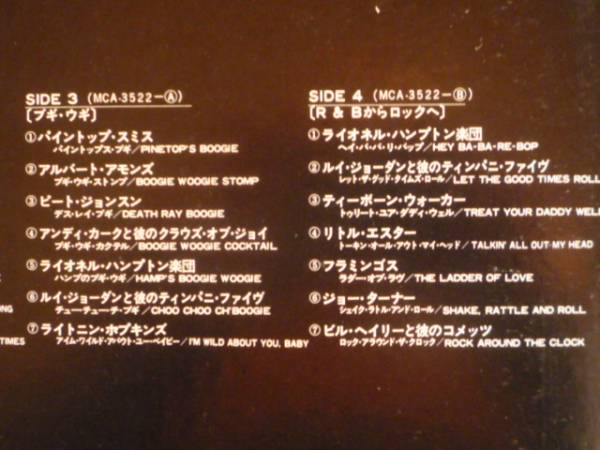 SIDE 3 (MCA-3522-Ⓐ)
〔ブギ・ウギ〕
①パイントップ・スミス
パイントップス・ブギ/PINETOP'S BOOGIE
②アルバート・アモンズ
ブギ・ウギ・ストンプ/BOOGIE WOOGIE STOMP
③ピート・ジョンスン
デス・レイ・ブギ/DEATH RAY BOOGIE
④アンディ・カークと彼のクラウズ・オブ・ジョイ
ブギ・ウギ・カクテル/BOOGIE WOOGIE COCKTAIL
⑤ライオネル・ハンプトン楽団
ハンプのブギ・ウギ/HAMP'S BOOGIE WOOGIE
⑥ルイ・ジョーダンと彼のティンパニ・ファイヴ
チューチュー・チ・ブギ/CHOO CHOO CH'BOOGIE
⑦ライトニン・ホプキンズ
アイム・ワイルド・アバウト・ユー・ベイビー/I'M WILD ABOUT YOU, BABY
SIDE 4 (MCA-3522-Ⓑ)
〔R & Bからロックへ〕
①ライオネル・ハンプトン楽団
ヘイ・バ・バ・リ・バップ/HEY BA-BA-RE-BOP
②ルイ・ジョーダンと彼のティンパニ・ファイヴ
レット・ザ・グッド・タイムズ・ロール/LET THE GOOD TIMES ROLL
③ティーボーン・ウォーカー
トゥリート・ユア・ダディ・ウェル/TREAT YOUR DADDY WELL
④リトル・エスター
トーキン・オール・アウト・マイ・ヘッド/TALKIN' ALL OUT MY HEAD
⑤フラミンゴス
ラダー・オブ・ラヴ/THE LADDER OF LOVE
⑥ジョー・ターナー
シェイク・ラトル・アンド・ロール/SHAKE, RATTLE AND ROLL
⑦ビル・ヘイリーと彼のコメッツ
ロック・アラウンド・ザ・クロック/ROCK AROUND THE CLOCK
TIMES